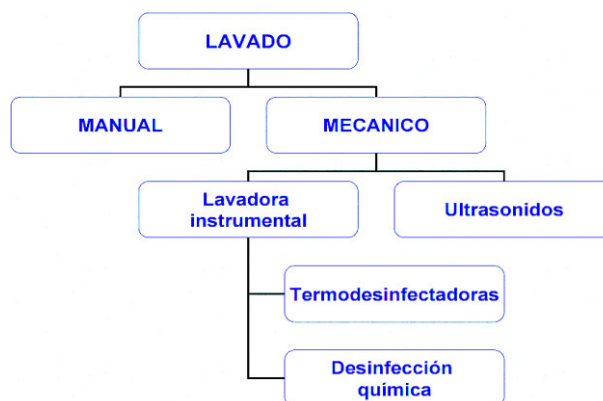 LAVADO
MANUAL
MECANICO
Lavadora
instrumental
Ultrasonidos
Termodesinfectadoras
Desinfección
química